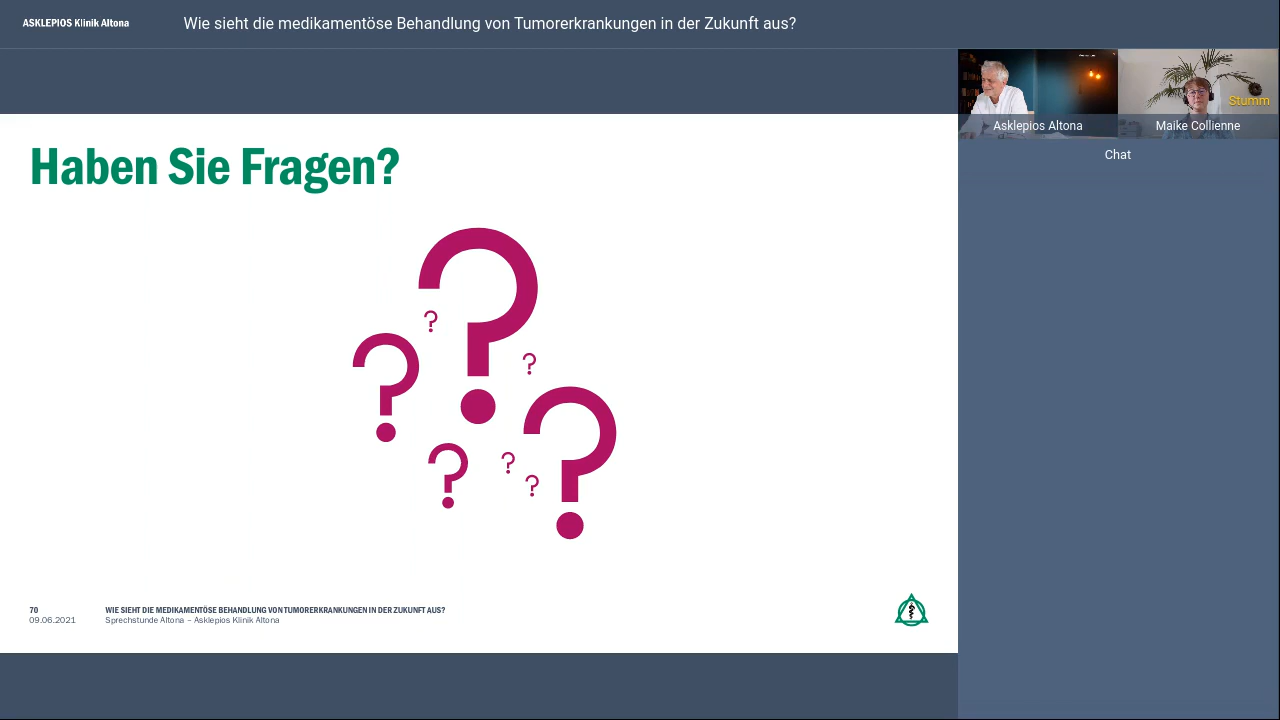 ASKLEPIOS Klinik Altona
Wie sieht die medikamentöse Behandlung von Tumorerkrankungen in der Zukunft aus?
Stumm
Asklepios Altona
Maike Collienne
Chat
Haben Sie Fragen?
?
?
?
?
?
?
?
?
70
WIE SIEHT DIE MEDIKAMENTÖSE BEHANDLUNG VON TUMORERKRANKUNGEN IN DER ZUKUNFT AUS?
09.06.2021
Sprechstunde Altona – Asklepios Klinik Altona